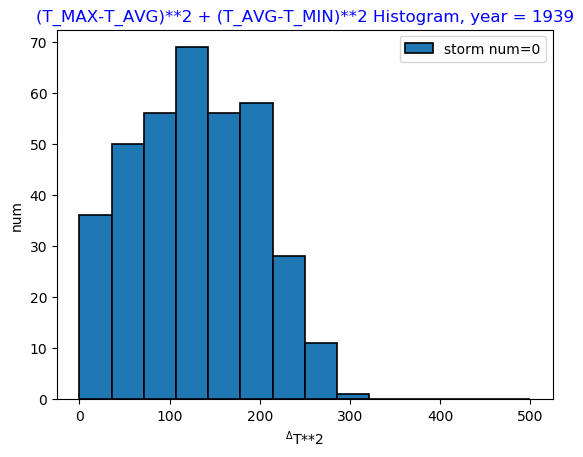 (T_MAX-T_AVG)**2 + (T_AVG-T_MIN)**2 Histogram, year = 1939
storm num=0
70
60
50
40
30
20
10
0
num
0 100 200 300 400 500
ΔT**2